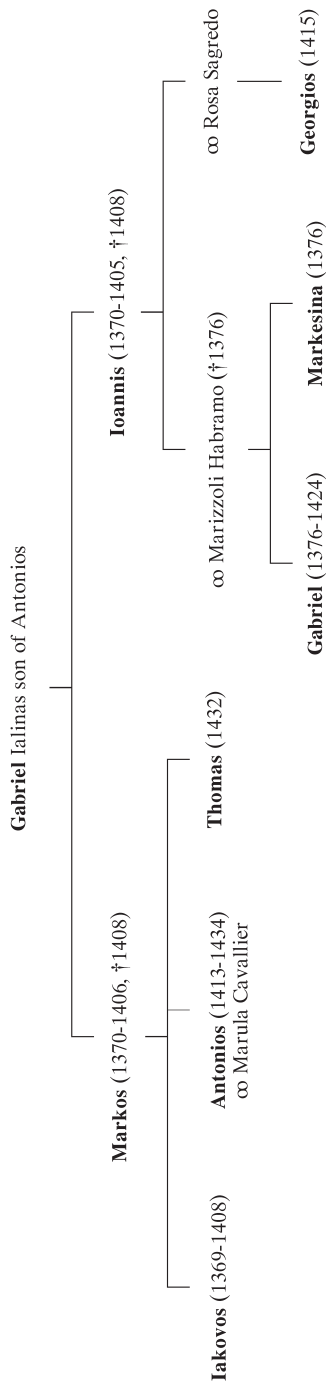 Gabriel Ialinas son of Antonios
Markos (1370-1406, †1408)
Ioannis (1370-1405, †1408)
Iakovos (1369-1408)
Antonios (1413-1434)
∞ Marula Cavallier
Thomas (1432)
∞ Marizzoli Habramo (†1376)
∞ Rosa Sagredo
Gabriel (1376-1424)
Markesina (1376)
Georgios (1415)